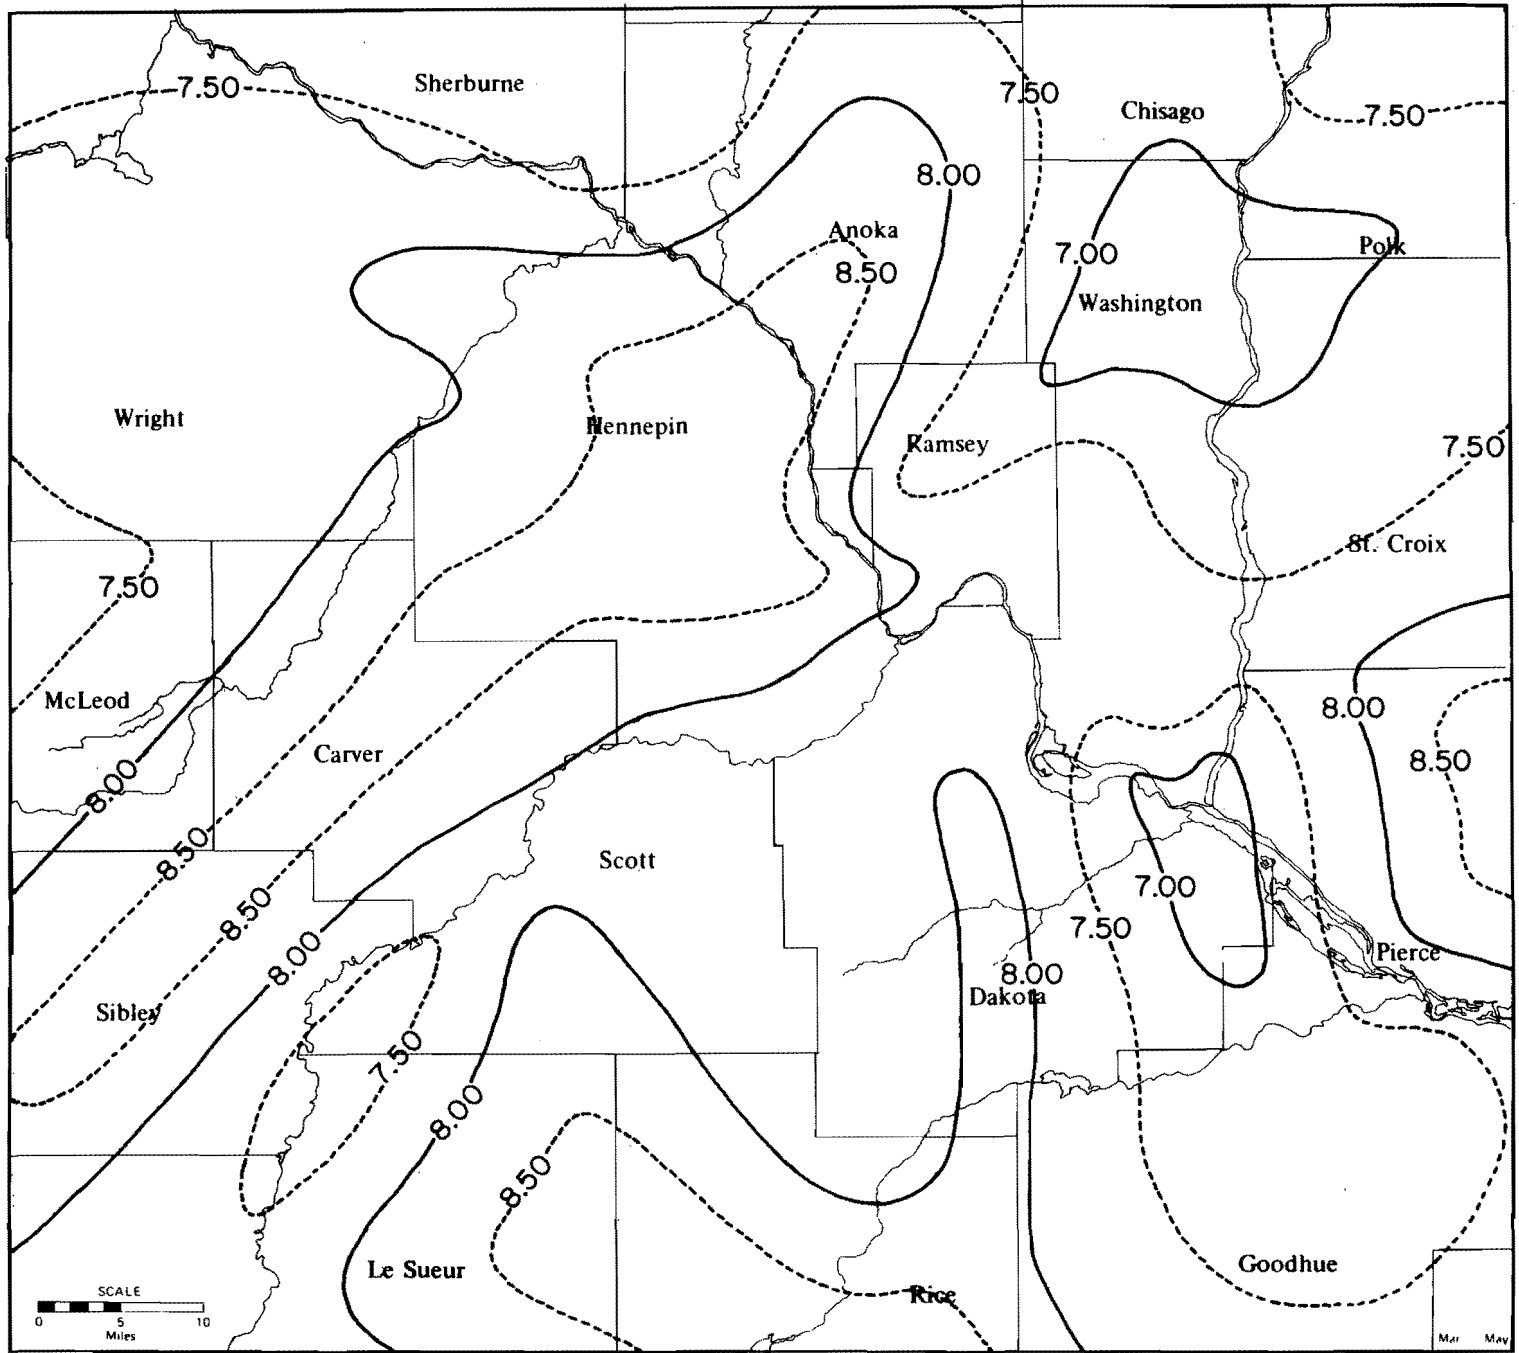 Sherburne
7.50
7.50
Chisago
7.50
8.00
Anoka
7.00
Polk
8.50
Washington
Wright
Hennepin
Ramsey
7.50
St. Croix
7.50
McLeod
8.00
Carver
8.50
8.00
8.50
Scott
7.00
8.50
7.50
8.00
Pierce
8.00
Dakota
Sibley
7.50
8.00
8.50
Le Sueur
Goodhue
Rice
SCALE
0 5 10
Miles
Mar May